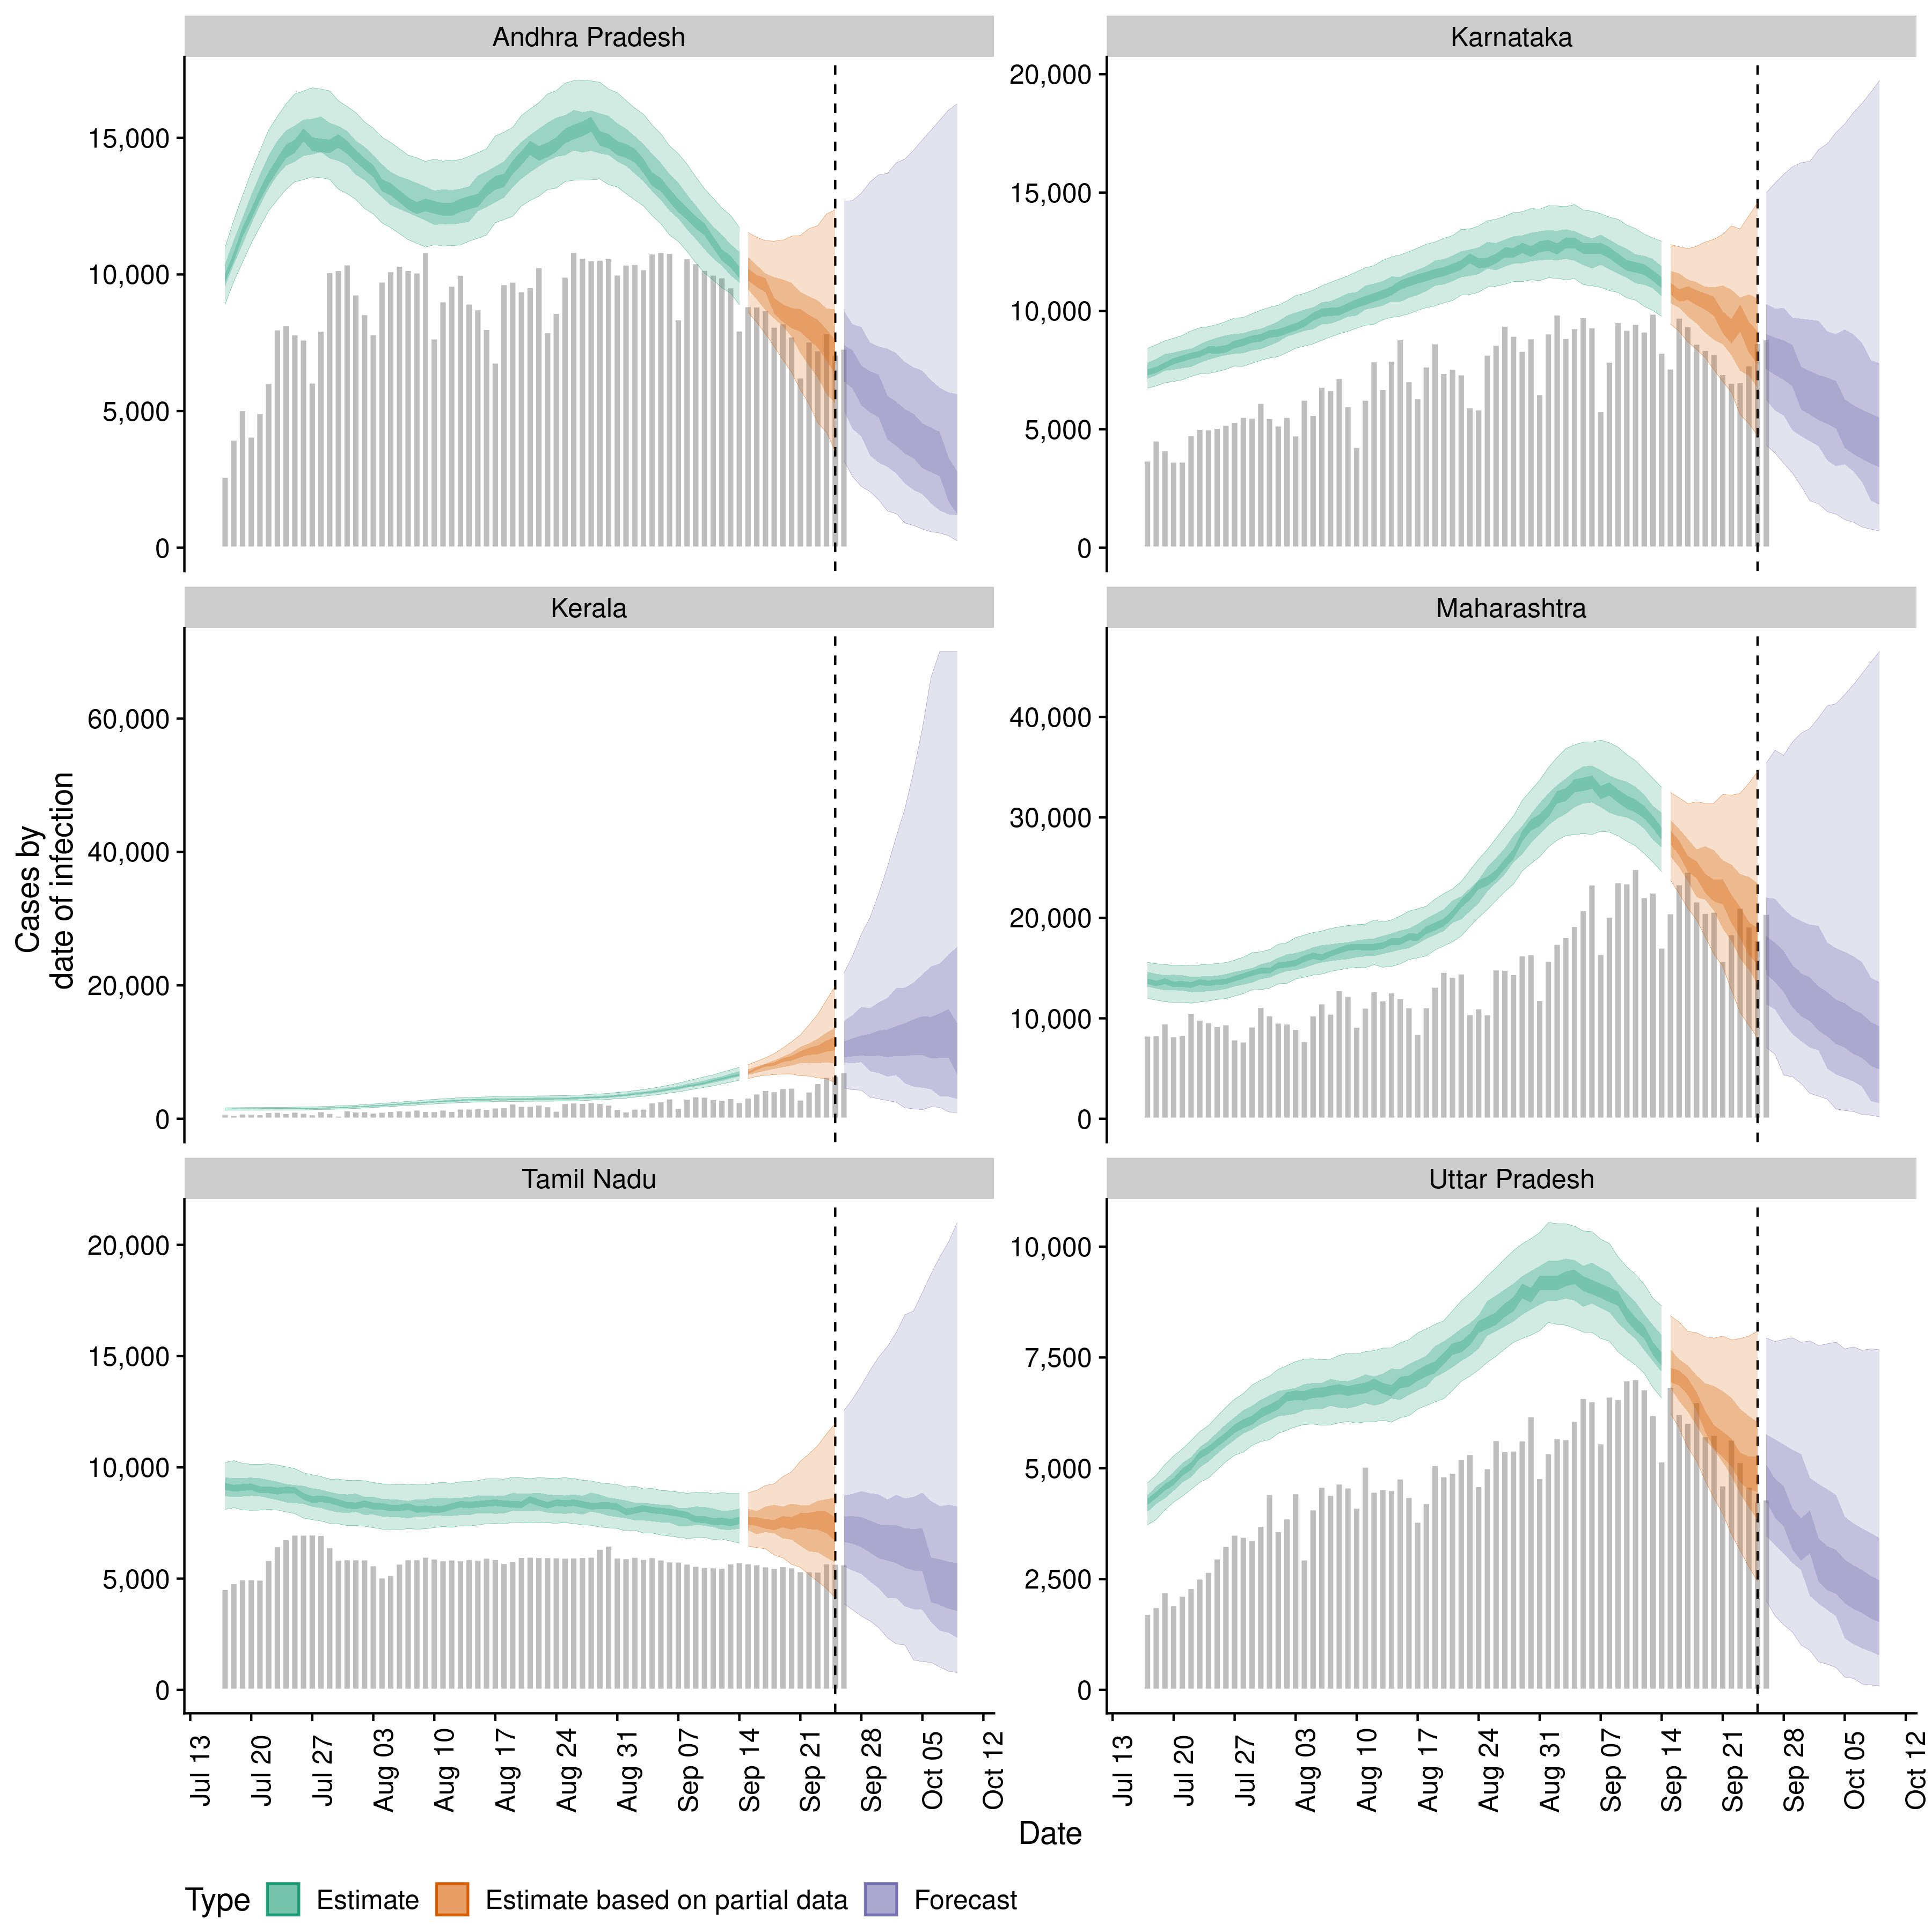 Andhra Pradesh
Karnataka
15,000
10,000
5,000
0
20,000
15,000
10,000
5,000
0
Kerala
Maharashtra
60,000
40,000
20,000
0
40,000
30,000
20,000
10,000
0
Tamil Nadu
Uttar Pradesh
20,000
15,000
10,000
5,000
0
10,000
7,500
5,000
2,500
0
Cases by
date of infection
Jul 13
Jul 20
Jul 27
Aug 03
Aug 10
Aug 17
Aug 24
Aug 31
Sep 07
Sep 14
Sep 21
Sep 28
Oct 05
Oct 12
Jul 13
Jul 20
Jul 27
Aug 03
Aug 10
Aug 17
Aug 24
Aug 31
Sep 07
Sep 14
Sep 21
Sep 28
Oct 05
Oct 12
Date
Type Estimate Estimate based on partial data Forecast